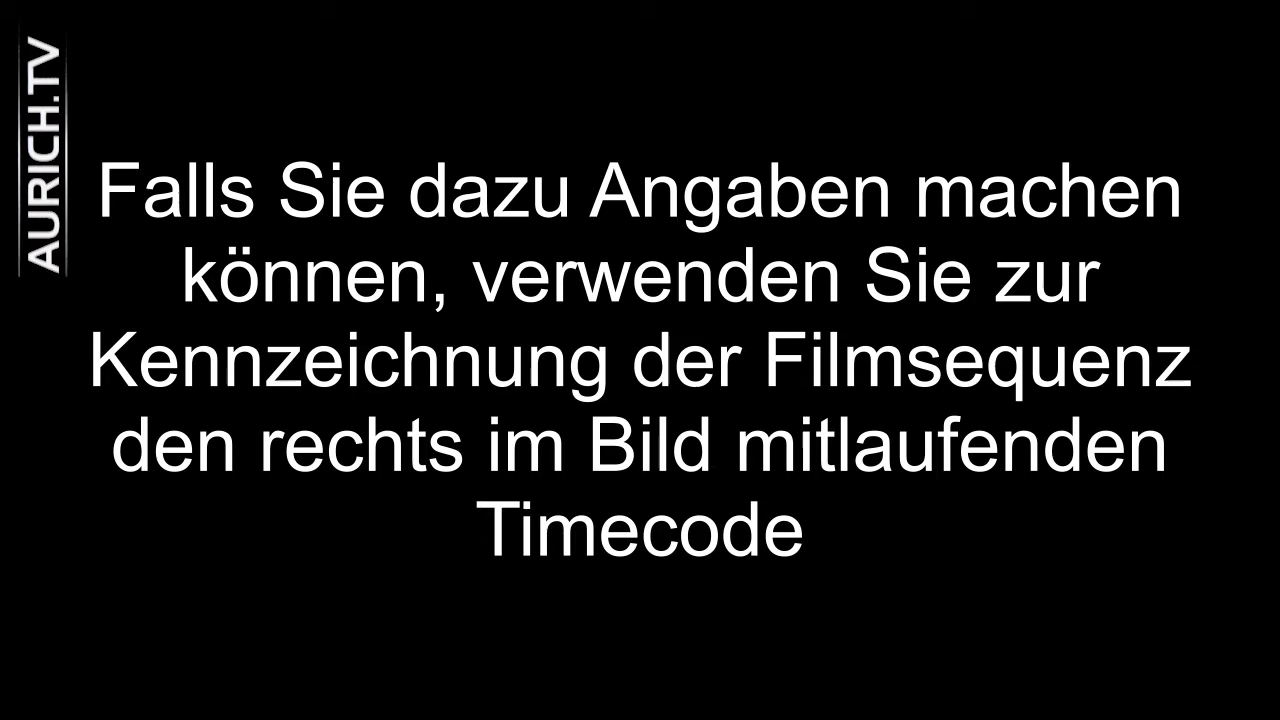 AURICH.TV
Falls Sie dazu Angaben machen
können, verwenden Sie zur
Kennzeichnung der Filmsequenz
den rechts im Bild mitlaufenden
Timecode